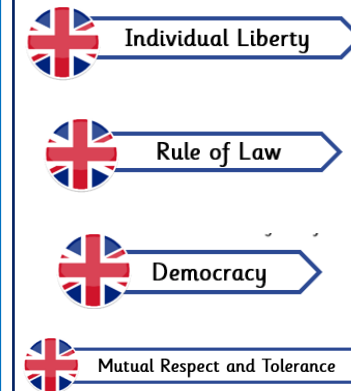 Individual Liberty
Rule of Law
Democracy
Mutual Respect and Tolerance